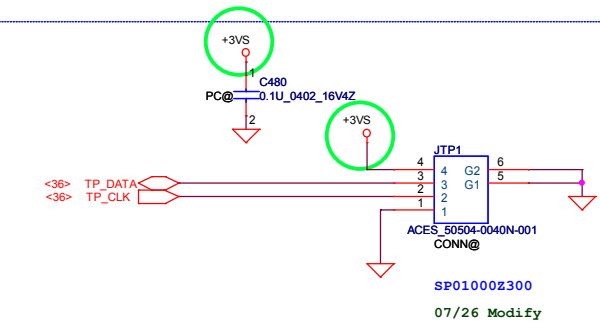 +3VS
1
C480
PC@ 0.1U_0402_16V4Z
2
+3VS
JTP1
4 4 G2 6
<36> TP_DATA 3 3 G1 5
<36> TP_CLK 2 2
1 1
ACES_50504-0040N-001
CONN@
SP01000Z300
07/26 Modify